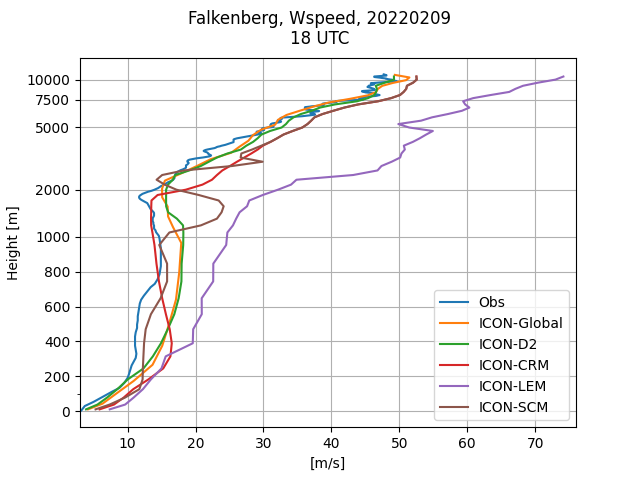 Falkenberg, Wspeed, 20220209
18 UTC
Height [m]
10000
7500
5000
2000
1000
800
600
400
200
0
10
20
30
40
50
60
70
[m/s]
Obs
ICON-Global
ICON-D2
ICON-CRM
ICON-LEM
ICON-SCM